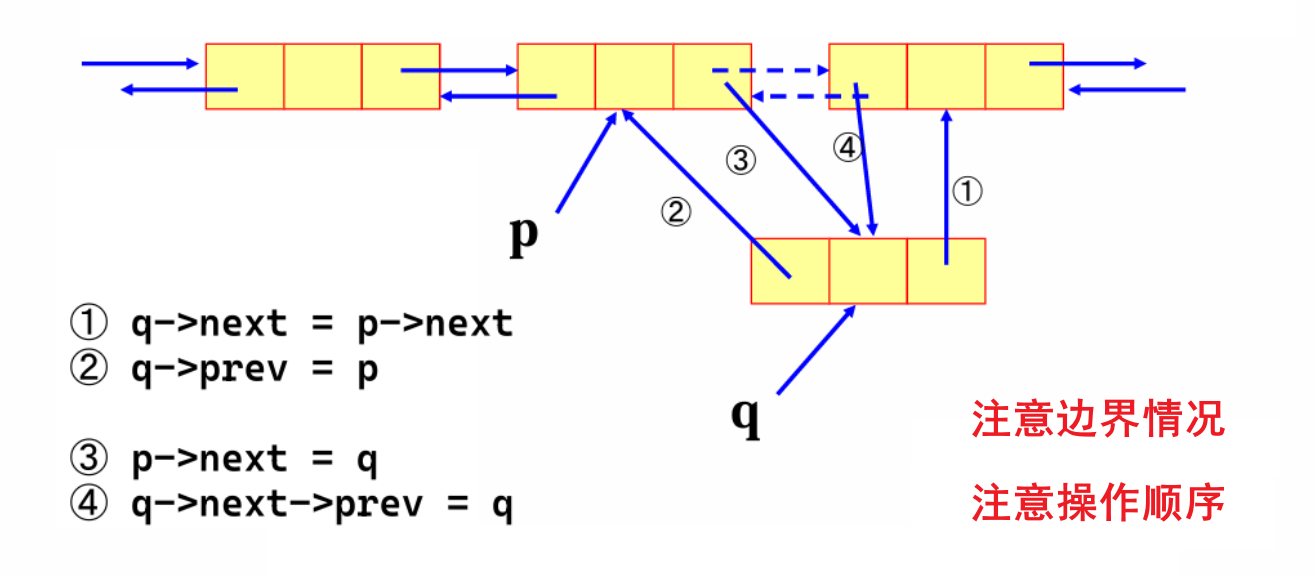 ③
④
①
②
p
① q->next = p->next
② q->prev = p
q
注意边界情况
③ p->next = q
④ q->next->prev = q
注意操作顺序